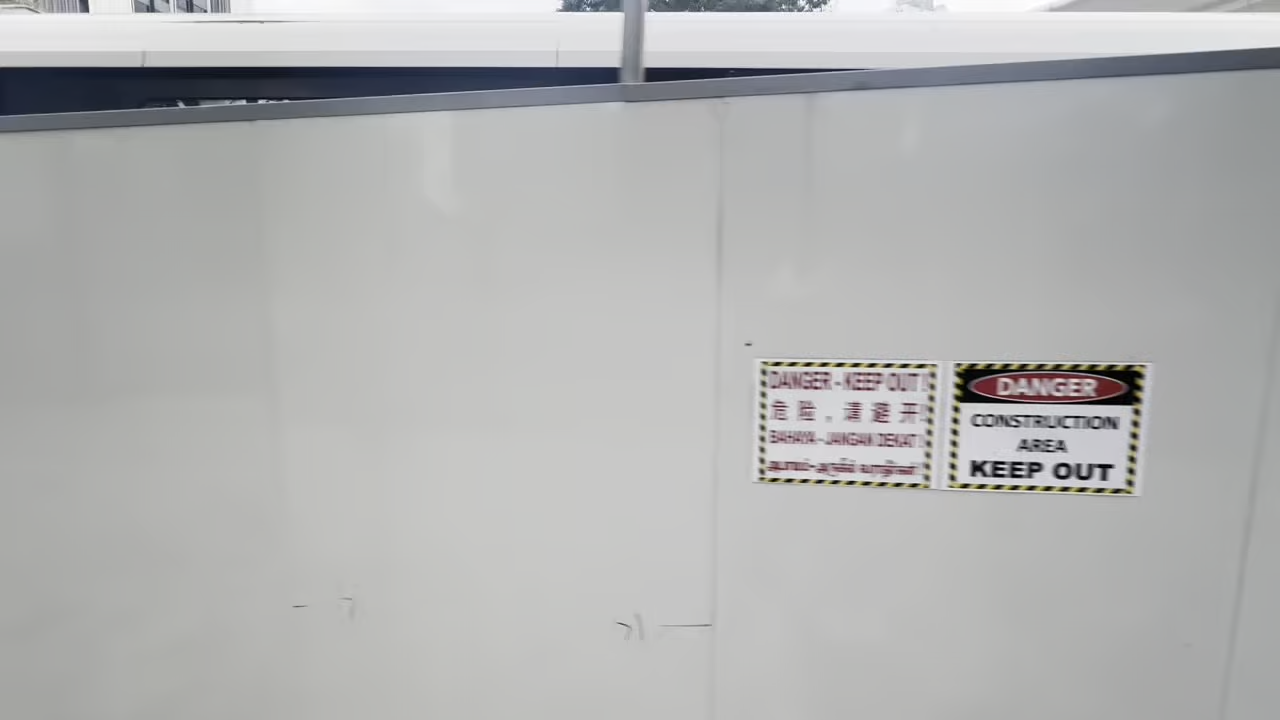 DANGER - KEEP OUT !
危险，请避开!
BAHAYA - JANGAN DEKAT !
DANGER
CONSTRUCTION
AREA
KEEP OUT